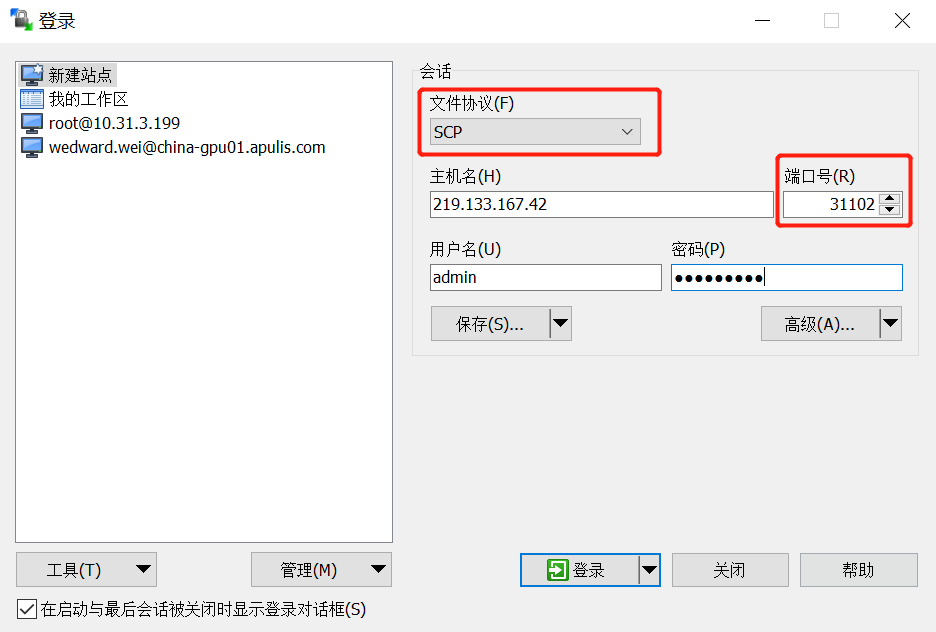 登录
新建站点
我的工作区
root@10.31.3.199
wedward.wei@china-gpu01.apulis.com
会话
文件协议(F)
SCP
主机名(H)
端口号(R)
219.133.167.42
31102
用户名(U)
密码(P)
admin
●●●●●●●●●
保存(S)...
高级(A)...
工具(T)
管理(M)
登录
关闭
帮助
在启动与最后会话被关闭时显示登录对话框(S)